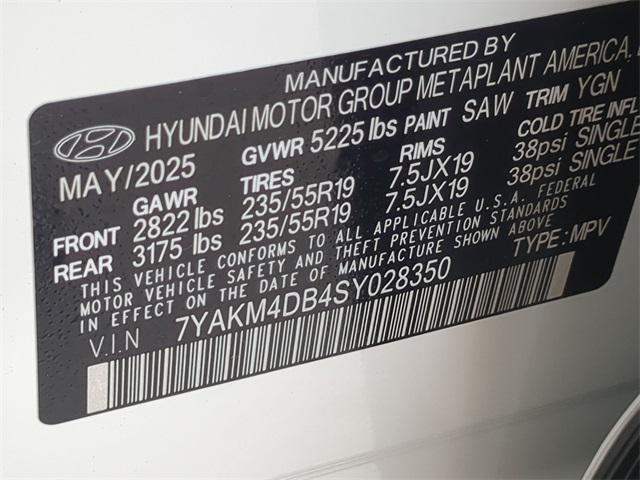 MANUFACTURED BY
HYUNDAI MOTOR GROUP METAPLANT AMERICA,
MAY/2025 GVWR 5225 lbs PAINT SAW TRIM YGN
GAWR TIRES RIMS COLD TIRE INFL
FRONT 2822 lbs 235/55R19 7.5JX19 38psi SINGLE
REAR 3175 lbs 235/55R19 7.5JX19 38psi SINGLE
THIS VEHICLE CONFORMS TO ALL APPLICABLE U.S.A. FEDERAL
MOTOR VEHICLE SAFETY AND THEFT PREVENTION STANDARDS
IN EFFECT ON THE DATE OF MANUFACTURE SHOWN ABOVE.
V.I.N 7YAKM4DB4SY028350 TYPE: MPV